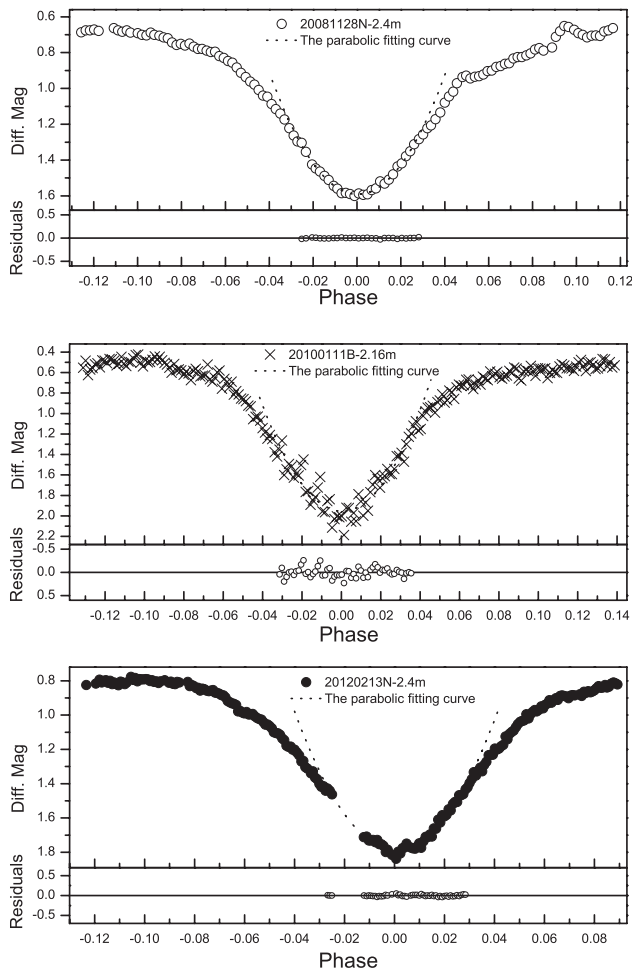 0.6
20081128N-2.4m
The parabolic fitting curve
0.8
1.0
Diff. Mag
1.2
1.4
1.6
0.5
Residuals
0.0
-0.5
-0.12 -0.10 -0.08 -0.06 -0.04 -0.02 0.00 0.02 0.04 0.06 0.08 0.10 0.12
Phase
0.4
20100111B-2.16m
0.6
The parabolic fitting curve
0.8
1.0
1.2
Diff. Mag
1.4
1.6
1.8
2.0
2.2
-0.5
Residuals
0.0
0.5
-0.12 -0.10 -0.08 -0.06 -0.04 -0.02 0.00 0.02 0.04 0.06 0.08 0.10 0.12 0.14
Phase
0.8
20120213N-2.4m
The parabolic fitting curve
1.0
1.2
Diff. Mag
1.4
1.6
1.8
0.5
Residuals
0.0
-0.5
-0.12 -0.10 -0.08 -0.06 -0.04 -0.02 0.00 0.02 0.04 0.06 0.08
Phase